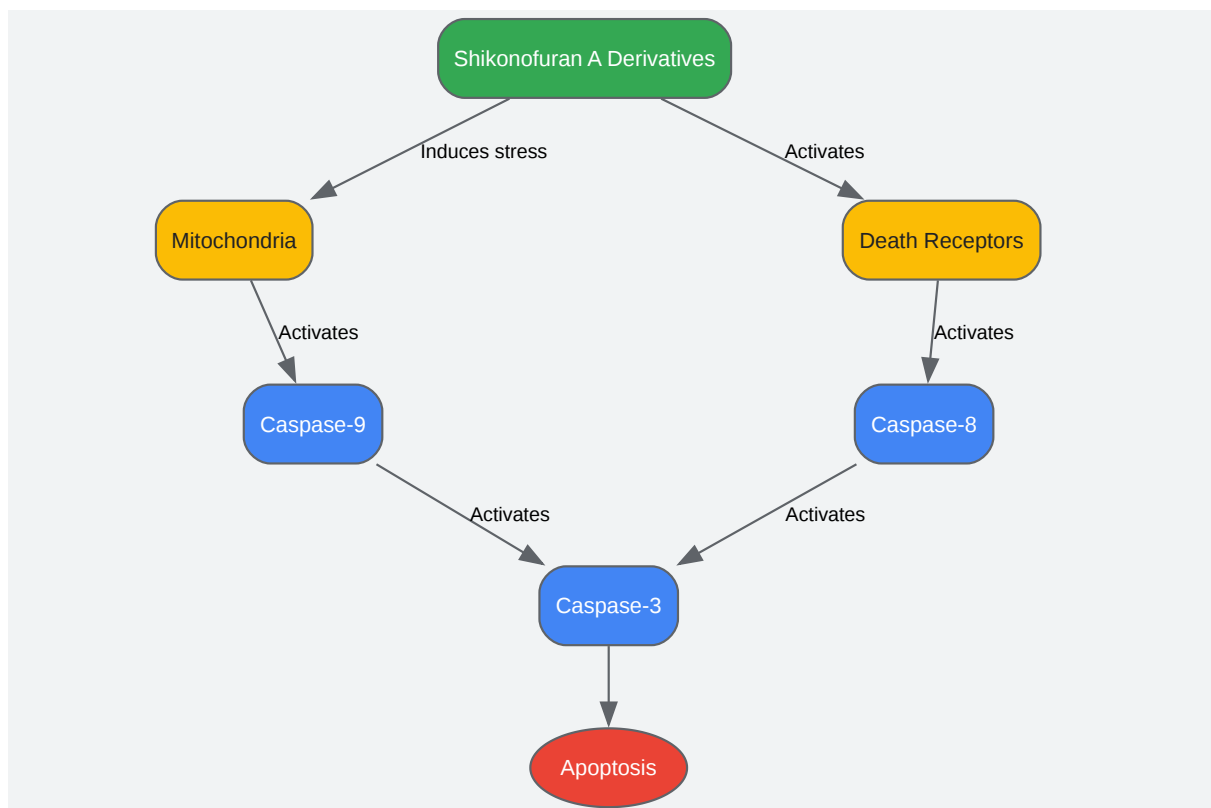 Shikonofuran A Derivatives
Induces stress
Activates
Mitochondria
Death Receptors
Activates
Activates
Caspase-9
Caspase-8
Activates
Activates
Caspase-3
Apoptosis